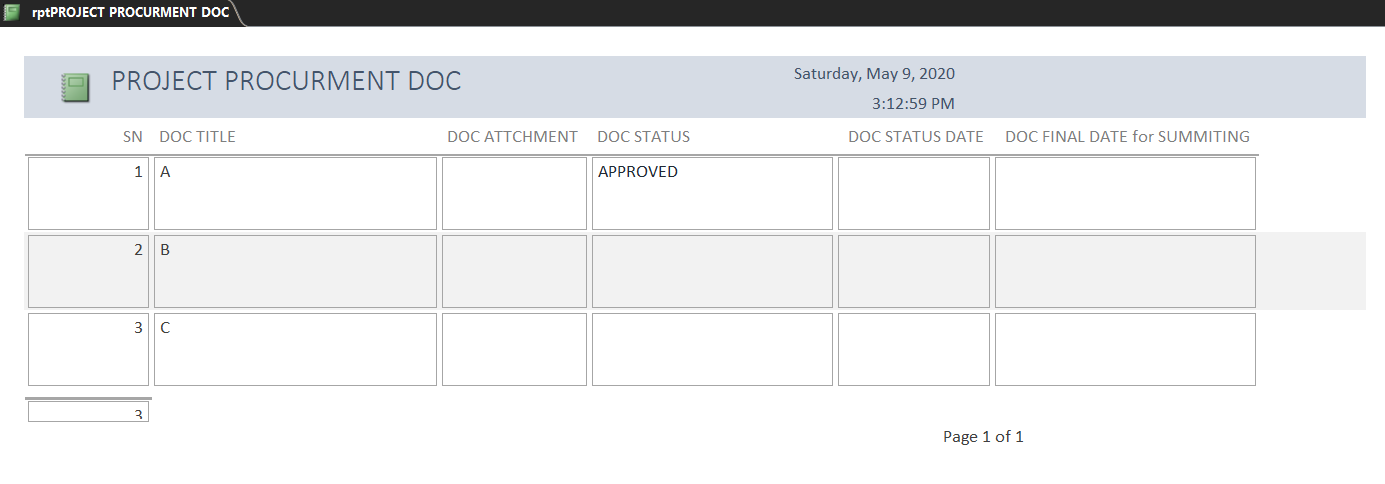 rptPROJECT PROCURMENT DOC
PROJECT PROCURMENT DOC
Saturday, May 9, 2020
3:12:59 PM
SN DOC TITLE DOC ATTCHMENT DOC STATUS DOC STATUS DATE DOC FINAL DATE for SUMMITING
1 A APPROVED
2 B
3 C
3
Page 1 of 1